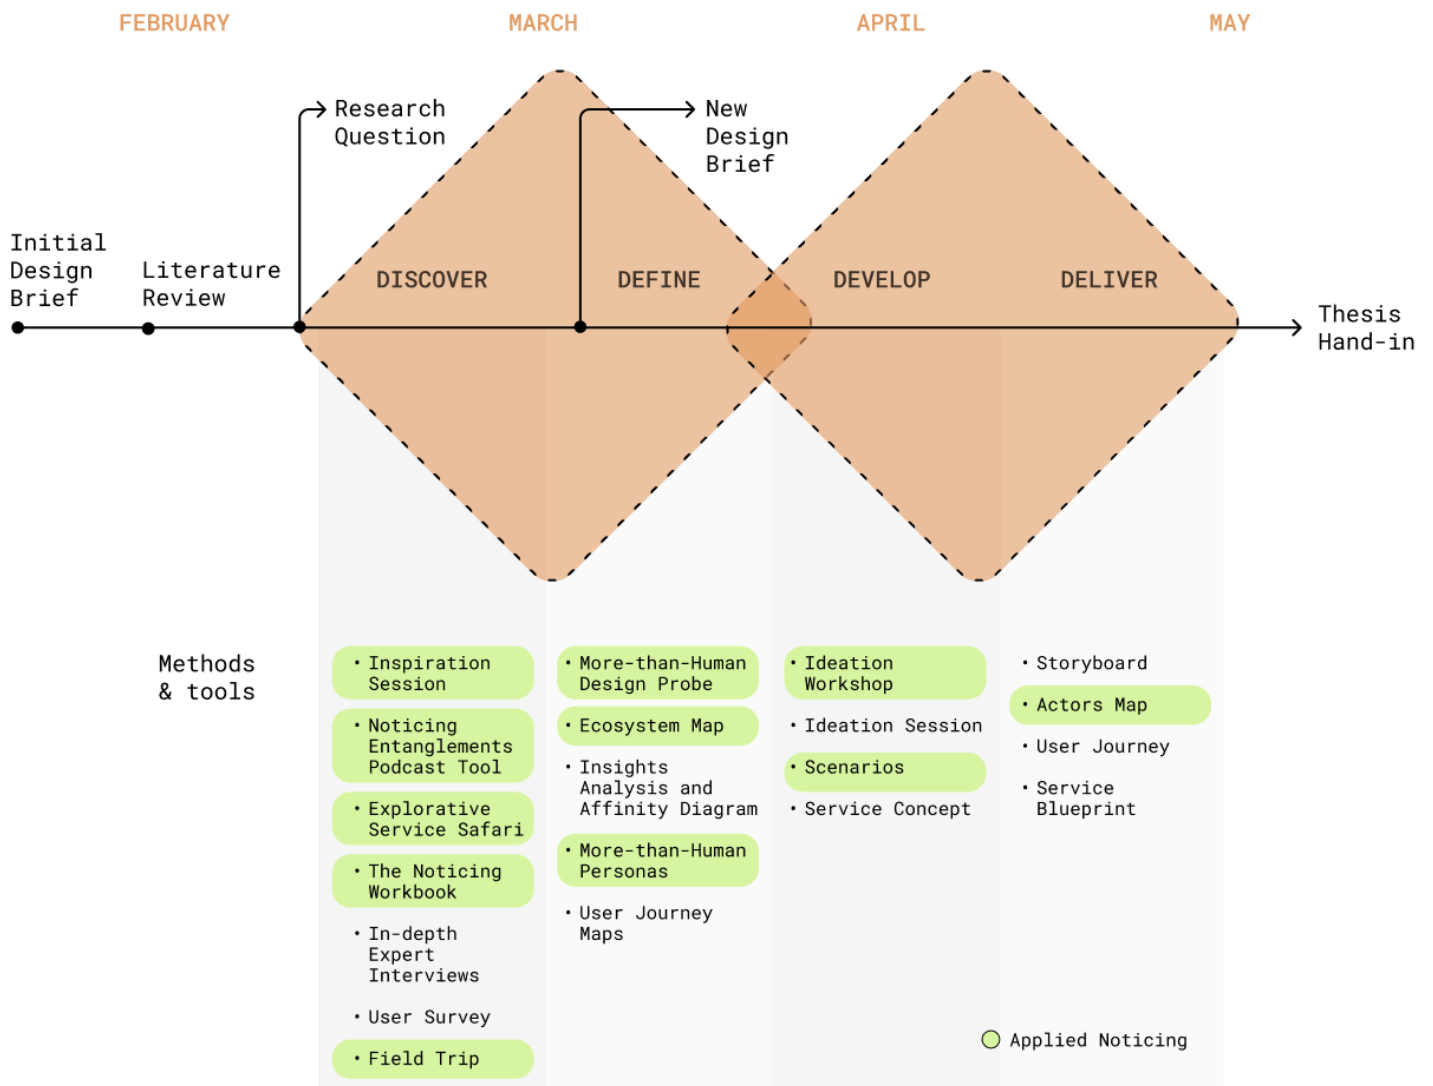 FEBRUARY
MARCH
APRIL
MAY
Research
Question
New
Design
Brief
Initial
Design
Brief
Literature
Review
DISCOVER
DEFINE
DEVELOP
DELIVER
Thesis
Hand-in
Methods
& tools
• Inspiration
Session
• Noticing
Entanglements
Podcast Tool
• Explorative
Service Safari
• The Noticing
Workbook
• In-depth
Expert
Interviews
• User Survey
• Field Trip
• More-than-Human
Design Probe
• Ecosystem Map
• Insights
Analysis and
Affinity Diagram
• More-than-Human
Personas
• User Journey
Maps
• Ideation
Workshop
• Ideation Session
• Scenarios
• Service Concept
• Storyboard
• Actors Map
• User Journey
• Service
Blueprint
Applied Noticing